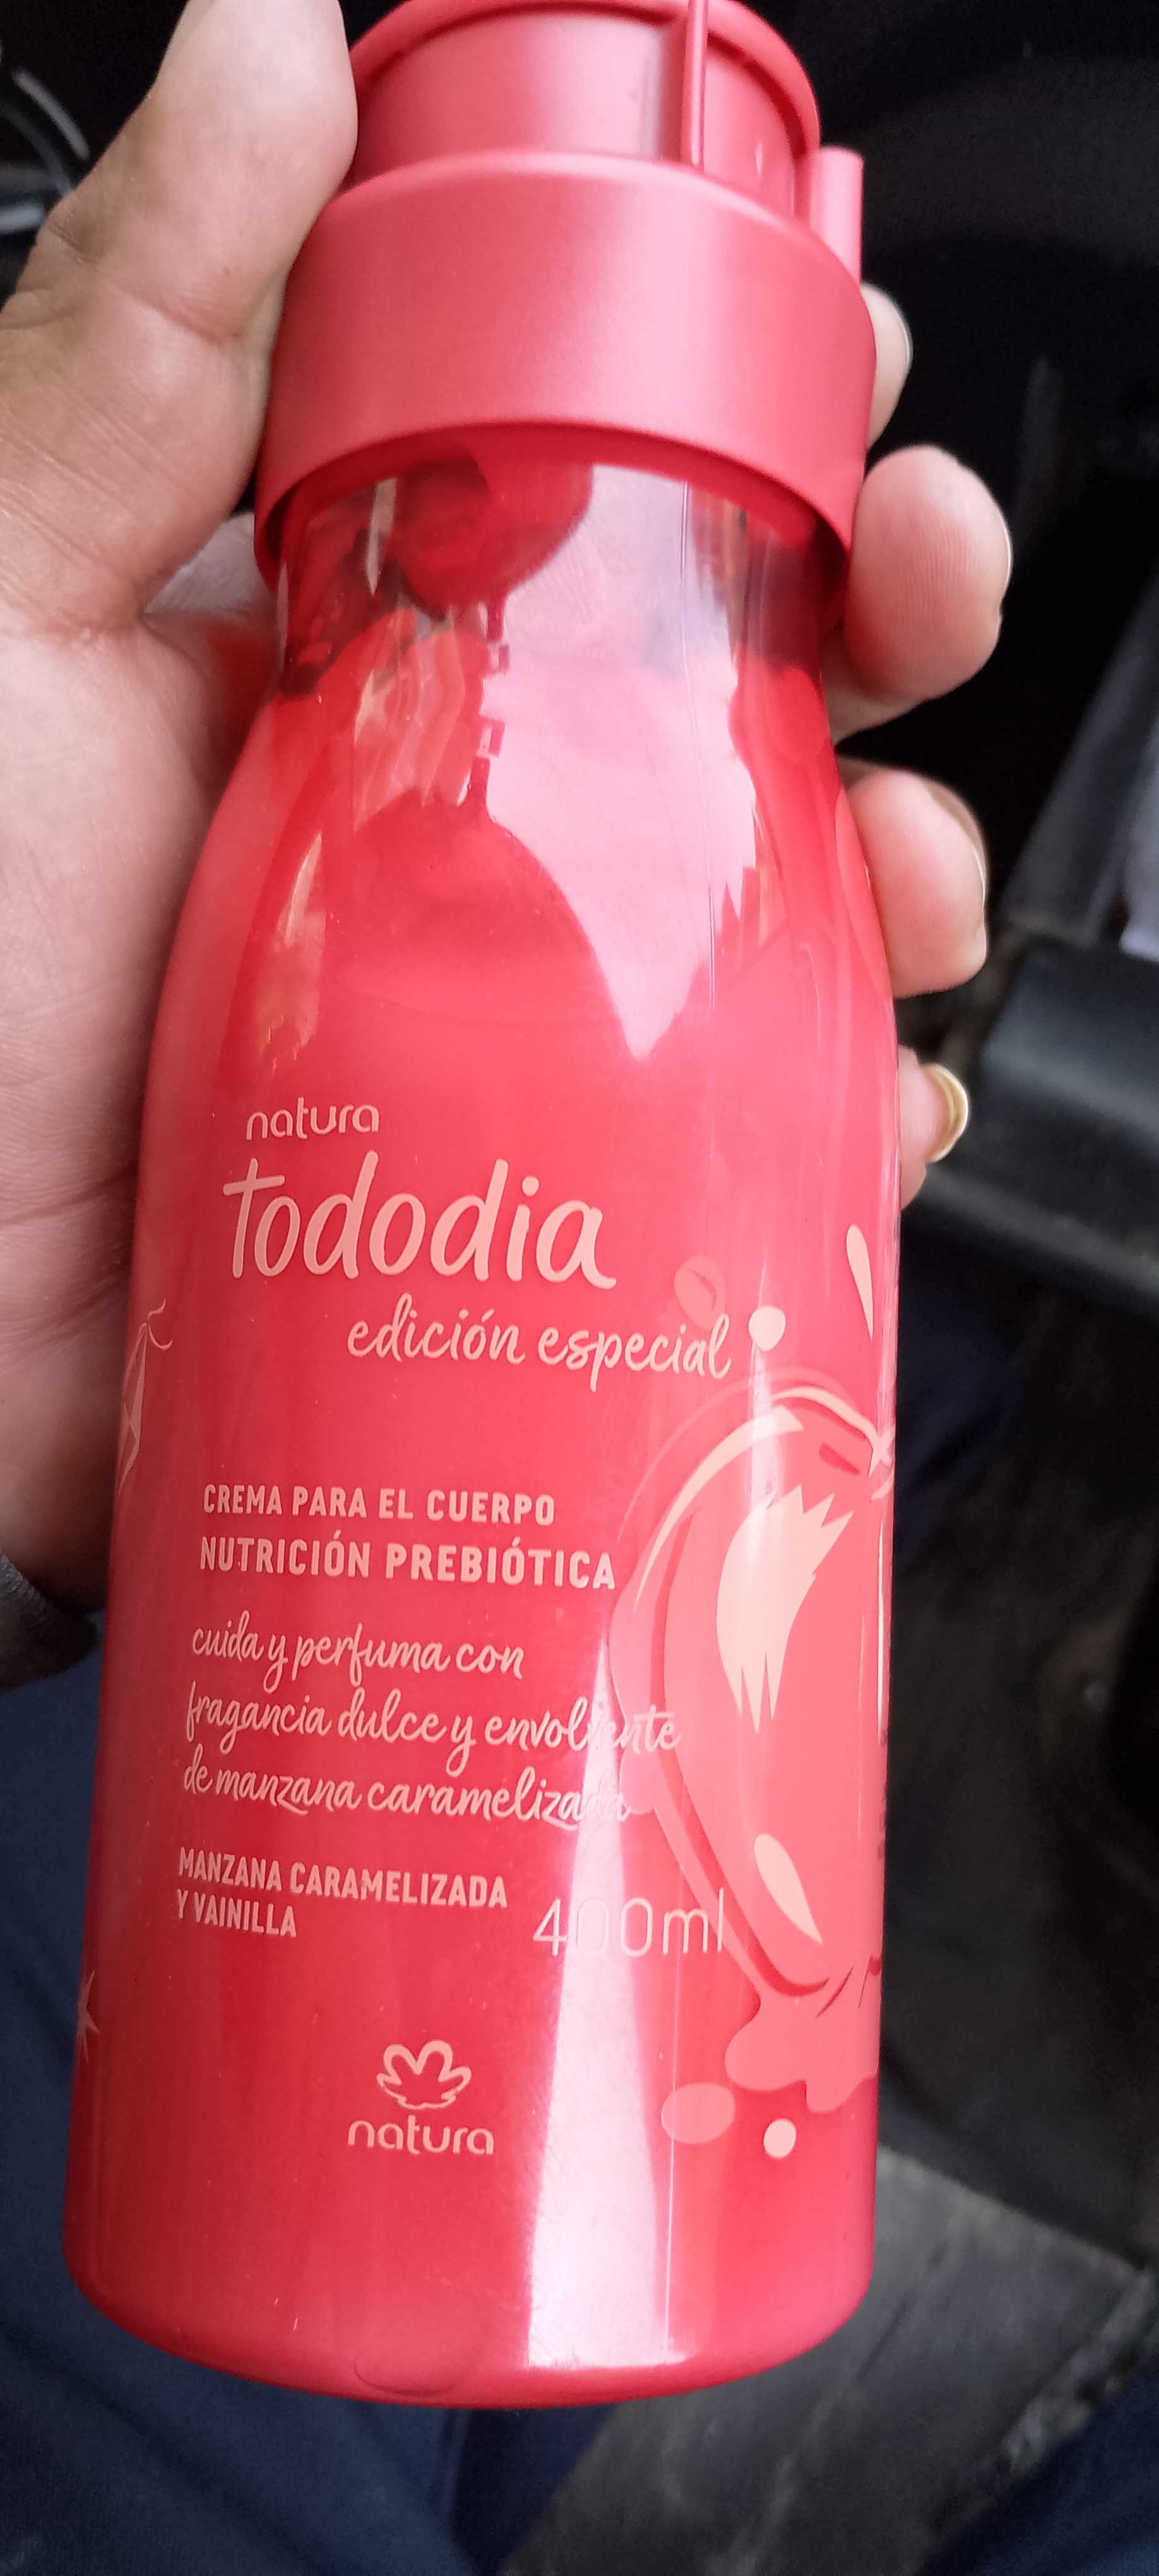 natura
tododia
edición especial
CREMA PARA EL CUERPO
NUTRICIÓN PREBIÓTICA
cuida y perfuma con
fragancia dulce y envolvente
de manzana caramelizada
MANZANA CARAMELIZADA
Y VAINILLA
400ml
natura